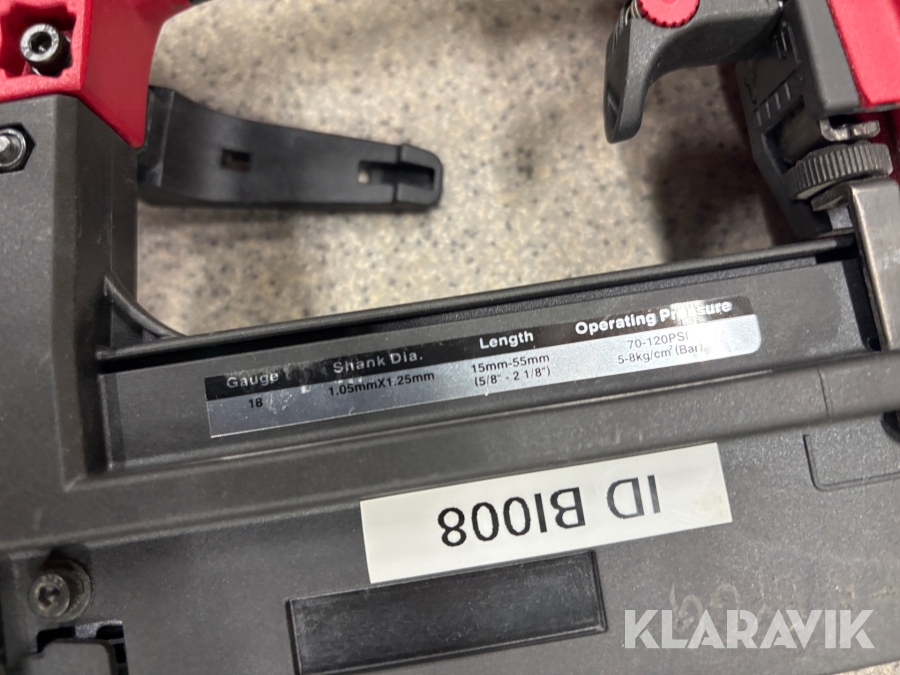 Gauge Shank Dia. Length Operating Pressure
18 1.05mmX1.25mm 15mm-55mm 70-120PSI
(5/8" - 2 1/8") 5-8kg/cm² (Bar)
ID BI008
KLARAVIK